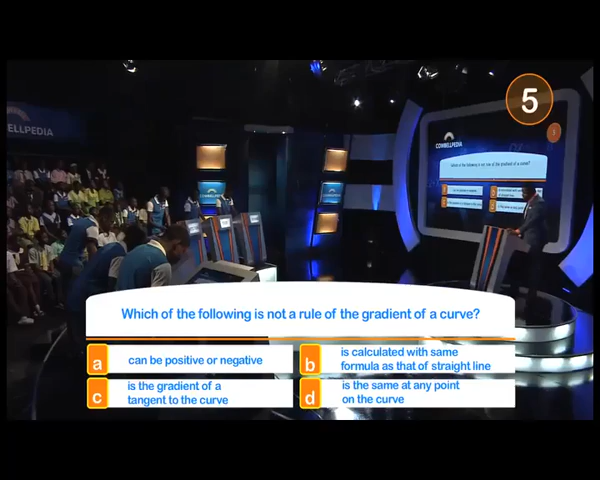 5
COWBELLPEDIA
Which of the following is not a rule of the gradient of a curve?
a can be positive or negative
b is calculated with same
formula as that of straight line
c is the gradient of a
tangent to the curve
d is the same at any point
on the curve